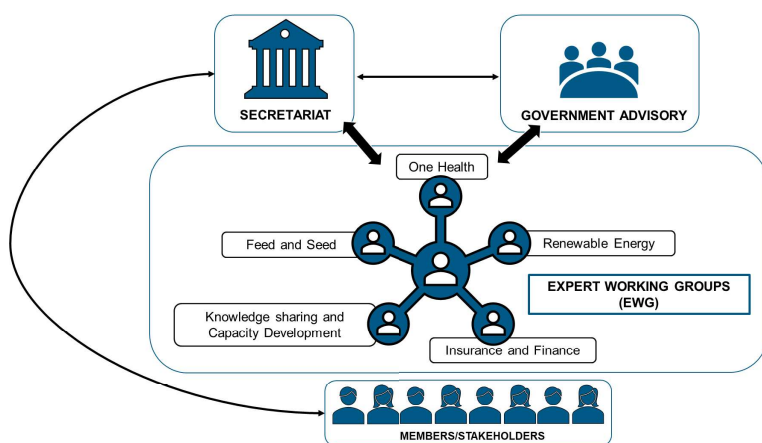 SECRETARIAT
GOVERNMENT ADVISORY
One Health
Feed and Seed
Renewable Energy
EXPERT WORKING GROUPS
(EWG)
Knowledge sharing and
Capacity Development
Insurance and Finance
MEMBERS/STAKEHOLDERS